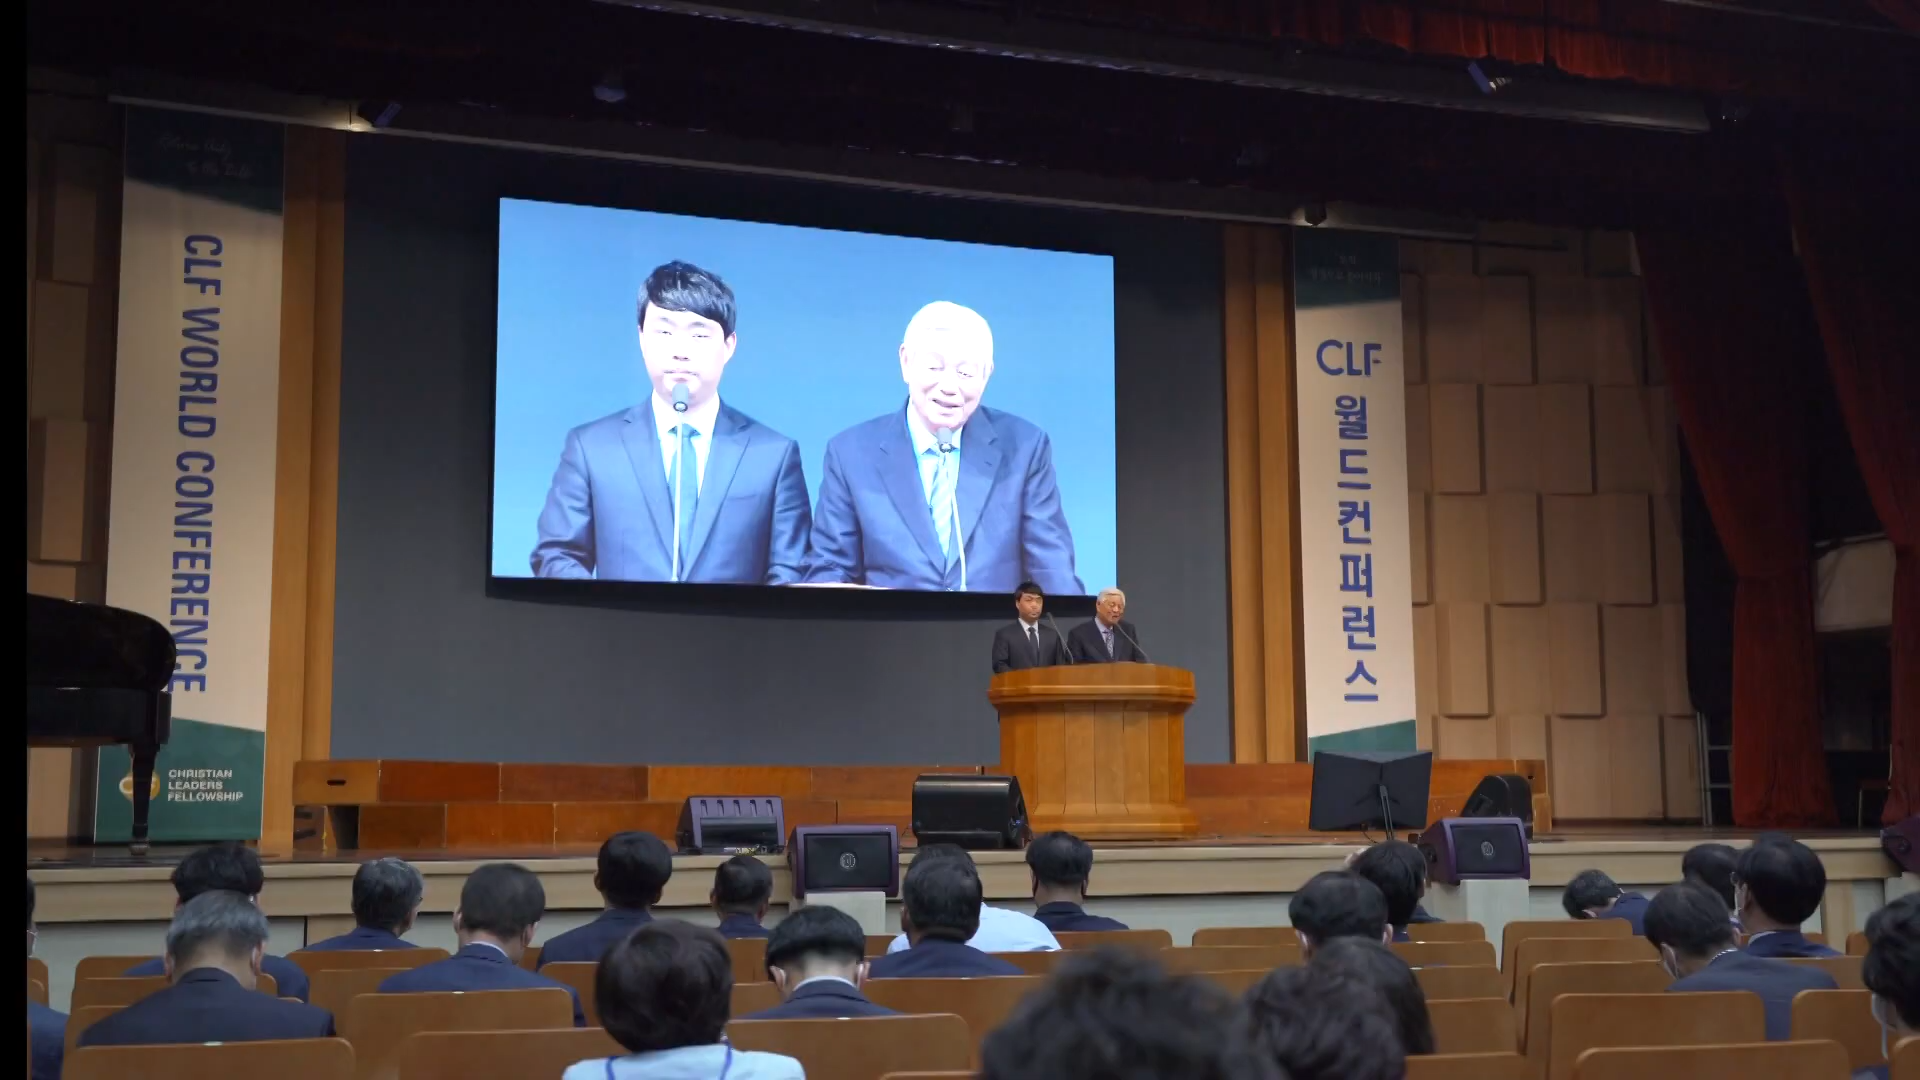 CLF WORLD CONFERENCE
CHRISTIAN
LEADERS
FELLOWSHIP
CLF 월드컨퍼런스